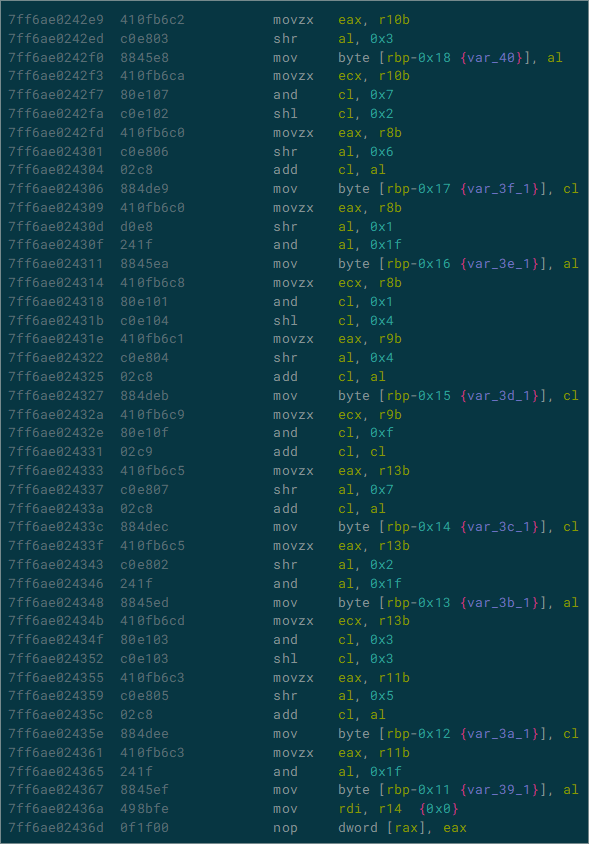 7ff6ae0242e9 410fb6c2 movzx eax, r10b
7ff6ae0242ed c0e803 shr al, 0x3
7ff6ae0242f0 8845e8 mov byte [rbp-0x18 {var_40}], al
7ff6ae0242f3 410fb6ca movzx ecx, r10b
7ff6ae0242f7 80e107 and cl, 0x7
7ff6ae0242fa c0e102 shl cl, 0x2
7ff6ae0242fd 410fb6c0 movzx eax, r8b
7ff6ae024301 c0e806 shr al, 0x6
7ff6ae024304 02c8 add cl, al
7ff6ae024306 884de9 mov byte [rbp-0x17 {var_3f_1}], cl
7ff6ae024309 410fb6c0 movzx eax, r8b
7ff6ae02430d d0e8 shr al, 0x1
7ff6ae02430f 241f and al, 0x1f
7ff6ae024311 8845ea mov byte [rbp-0x16 {var_3e_1}], al
7ff6ae024314 410fb6c8 movzx ecx, r8b
7ff6ae024318 80e101 and cl, 0x1
7ff6ae02431b c0e104 shl cl, 0x4
7ff6ae02431e 410fb6c1 movzx eax, r9b
7ff6ae024322 c0e804 shr al, 0x4
7ff6ae024325 02c8 add cl, al
7ff6ae024327 884deb mov byte [rbp-0x15 {var_3d_1}], cl
7ff6ae02432a 410fb6c9 movzx ecx, r9b
7ff6ae02432e 80e10f and cl, 0xf
7ff6ae024331 02c9 add cl, cl
7ff6ae024333 410fb6c5 movzx eax, r13b
7ff6ae024337 c0e807 shr al, 0x7
7ff6ae02433a 02c8 add cl, al
7ff6ae02433c 884dec mov byte [rbp-0x14 {var_3c_1}], cl
7ff6ae02433f 410fb6c5 movzx eax, r13b
7ff6ae024343 c0e802 shr al, 0x2
7ff6ae024346 241f and al, 0x1f
7ff6ae024348 8845ed mov byte [rbp-0x13 {var_3b_1}], al
7ff6ae02434b 410fb6cd movzx ecx, r13b
7ff6ae02434f 80e103 and cl, 0x3
7ff6ae024352 c0e103 shl cl, 0x3
7ff6ae024355 410fb6c3 movzx eax, r11b
7ff6ae024359 c0e805 shr al, 0x5
7ff6ae02435c 02c8 add cl, al
7ff6ae02435e 884dee mov byte [rbp-0x12 {var_3a_1}], cl
7ff6ae024361 410fb6c3 movzx eax, r11b
7ff6ae024365 241f and al, 0x1f
7ff6ae024367 8845ef mov byte [rbp-0x11 {var_39_1}], al
7ff6ae02436a 498bfe mov rdi, r14 {0x0}
7ff6ae02436d 0f1f00 nop dword [rax], eax